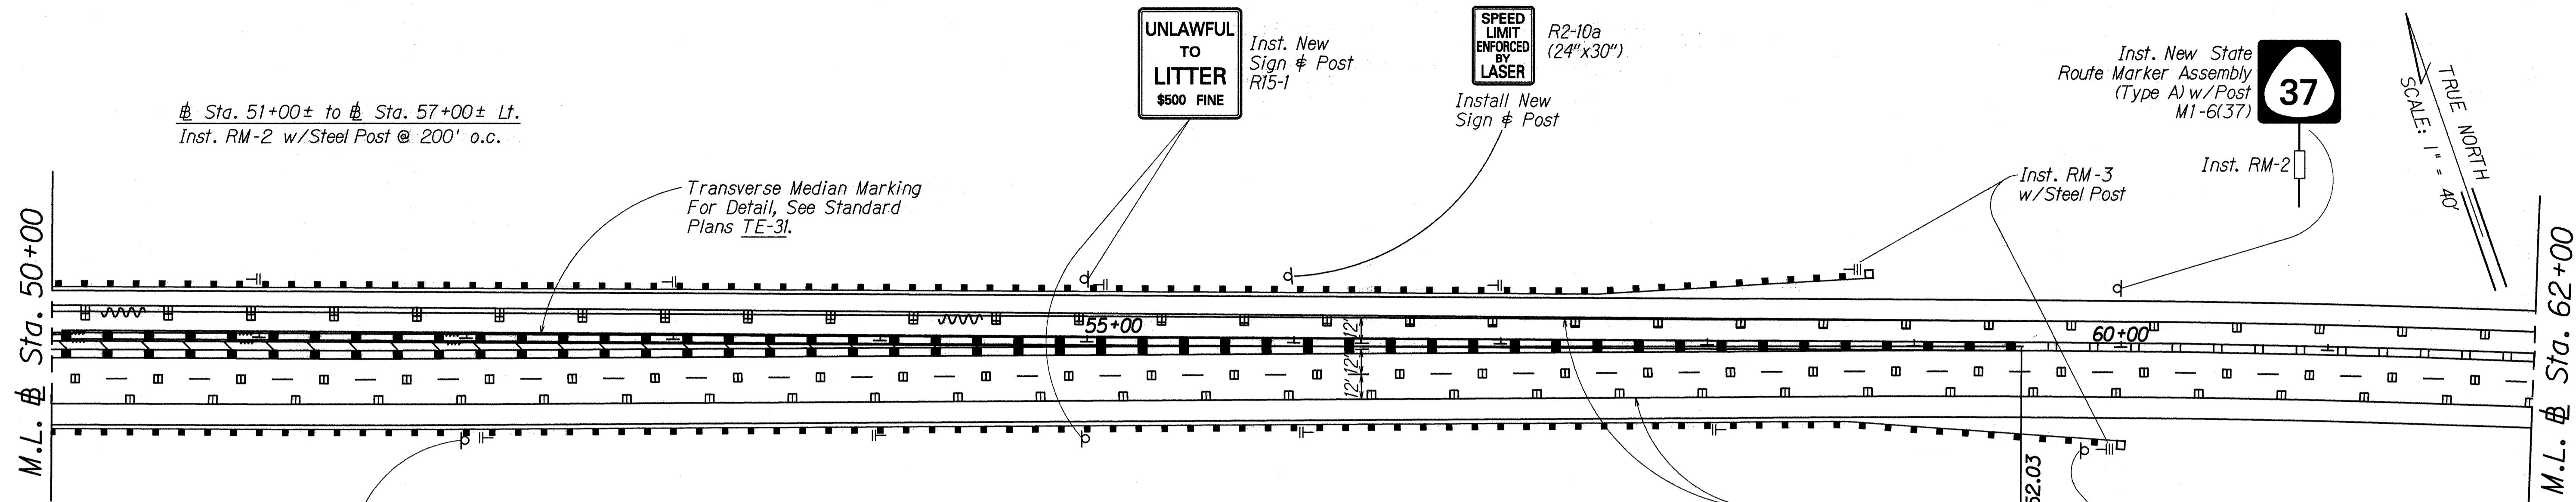 UNLAWFUL
TO
LITTER
$500 FINE
Inst. New
Sign & Post
R15-1
SPEED
LIMIT
ENFORCED
BY
LASER
R2-10a
(24"x30")
Install New
Sign & Post
Inst. New State
Route Marker Assembly
(Type A) w/Post
M1-6(37)
37
Inst. RM-2
TRUE NORTH
SCALE: 1" = 40'
℄ Sta. 51+00± to ℄ Sta. 57+00± Lt.
Inst. RM-2 w/Steel Post @ 200' o.c.
Transverse Median Marking
For Detail, See Standard
Plans TE-31.
Inst. RM-3
w/Steel Post
M.L. ℄ Sta. 50+00
55+00
12'
12'
12'
60+00
52.03
M.L. ℄ Sta. 62+00